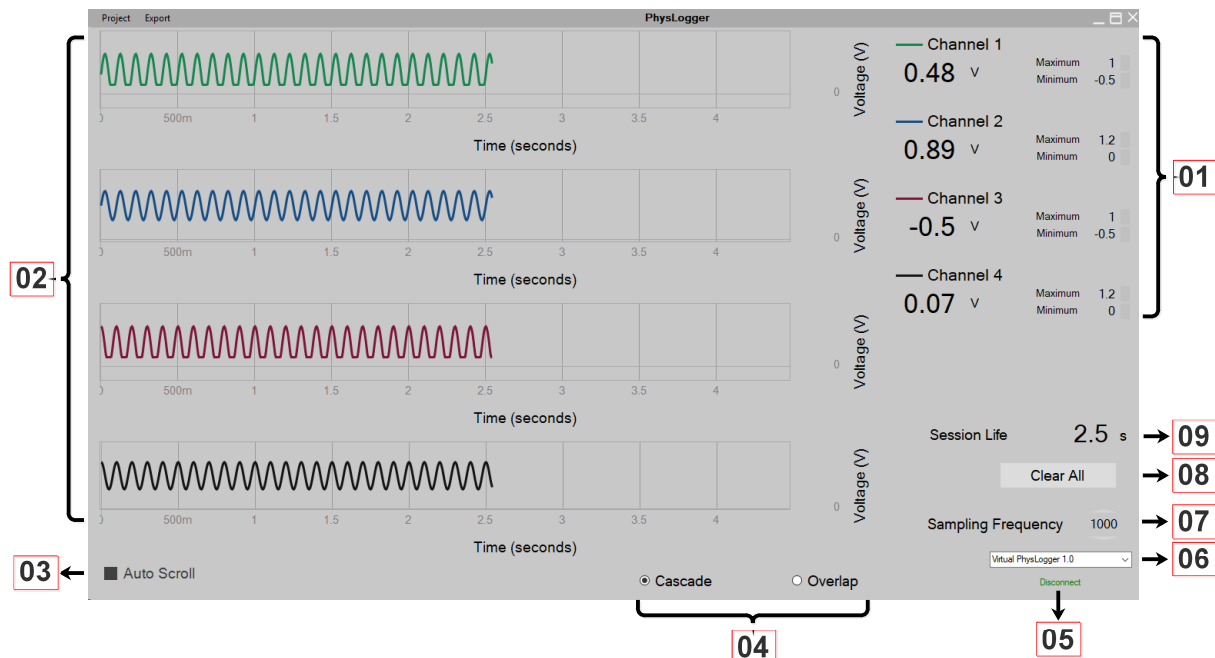 Project Export PhysLogger
Voltage (V)
0
0 500m 1 1.5 2 2.5 3 3.5 4
Time (seconds)
Voltage (V)
0
0 500m 1 1.5 2 2.5 3 3.5 4
Time (seconds)
Voltage (V)
0
0 500m 1 1.5 2 2.5 3 3.5 4
Time (seconds)
Voltage (V)
0
0 500m 1 1.5 2 2.5 3 3.5 4
Time (seconds)
Channel 1
0.48 V
Maximum 1
Minimum -0.5
Channel 2
0.89 V
Maximum 1.2
Minimum 0
Channel 3
-0.5 V
Maximum 1
Minimum -0.5
Channel 4
0.07 V
Maximum 1.2
Minimum 0
01
02
Session Life 2.5 s
09
Clear All
08
Sampling Frequency 1000
07
Virtual PhysLogger 1.0
06
Disconnect
05
03
Auto Scroll
Cascade Overlap
04